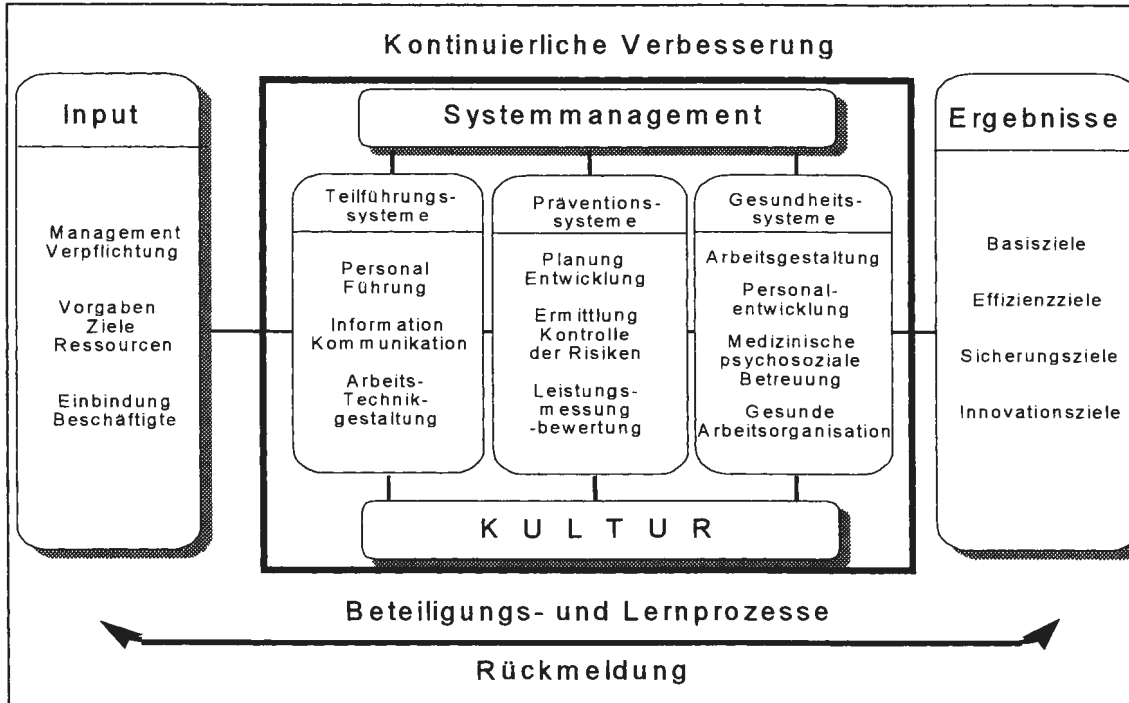 Kontinuierliche Verbesserung
Input
Management
Verpflichtung
Vorgaben
Ziele
Ressourcen
Einbindung
Beschäftigte
Systemmanagement
Teilführungs-
systeme
Personal
Führung
Information
Kommunikation
Arbeits-
Technik-
gestaltung
Präventions-
systeme
Planung
Entwicklung
Ermittlung
Kontrolle
der Risiken
Leistungs-
messung
-bewertung
Gesundheits-
systeme
Arbeitsgestaltung
Personal-
entwicklung
Medizinische
psychosoziale
Betreuung
Gesunde
Arbeitsorganisation
KULTUR
Ergebnisse
Basisziele
Effizienzziele
Sicherungsziele
Innovationsziele
Beteiligungs- und Lernprozesse
Rückmeldung